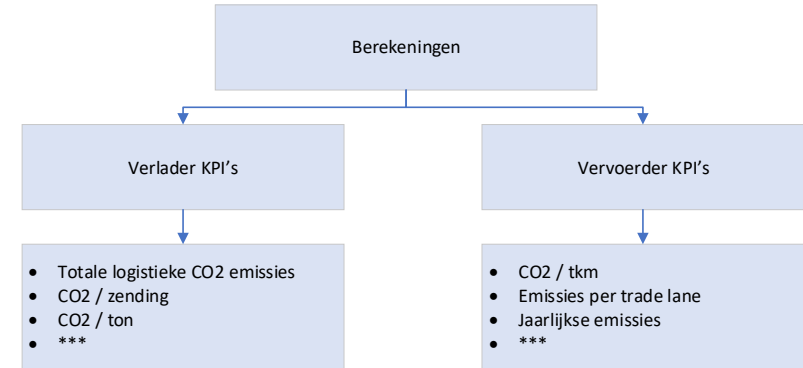 Berekeningen
Verlader KPI’s
Vervoerder KPI’s
• Totale logistieke CO2 emissies
• CO2 / zending
• CO2 / ton
• ***
• CO2 / tkm
• Emissies per trade lane
• Jaarlijkse emissies
• ***